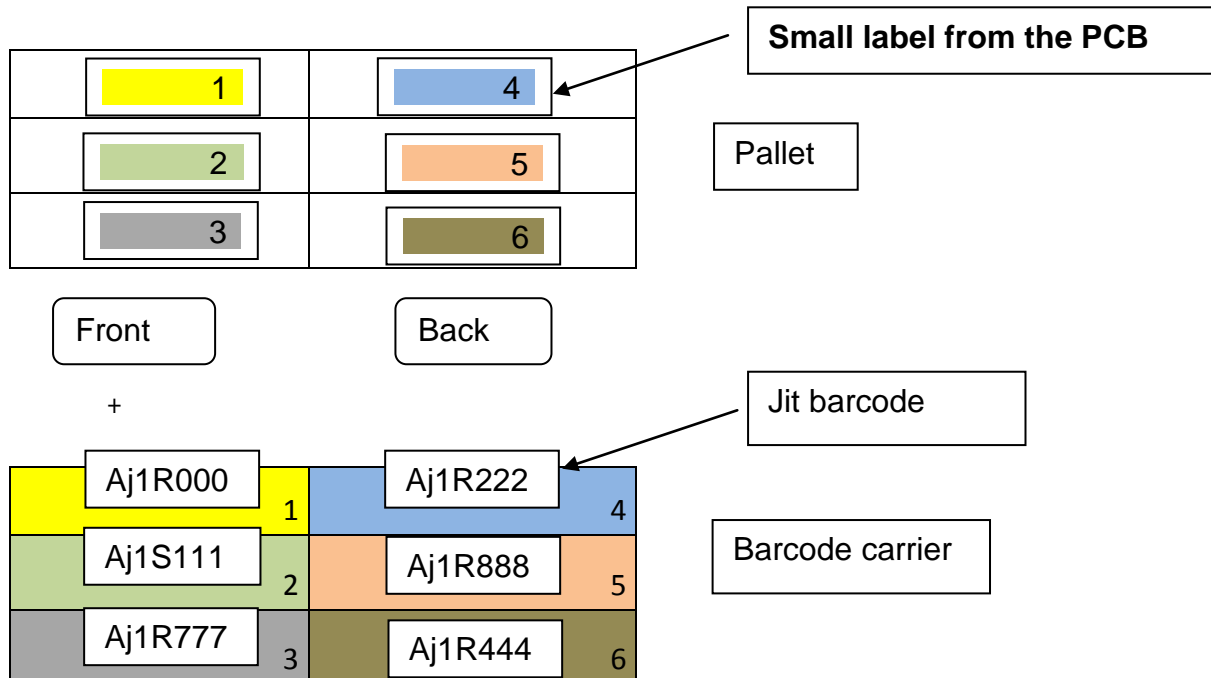 Small label from the PCB
1
4
2
5
Pallet
3
6
Front
Back
+
Jit barcode
Aj1R000
1
Aj1R222
4
Aj1S111
2
Aj1R888
5
Barcode carrier
Aj1R777
3
Aj1R444
6